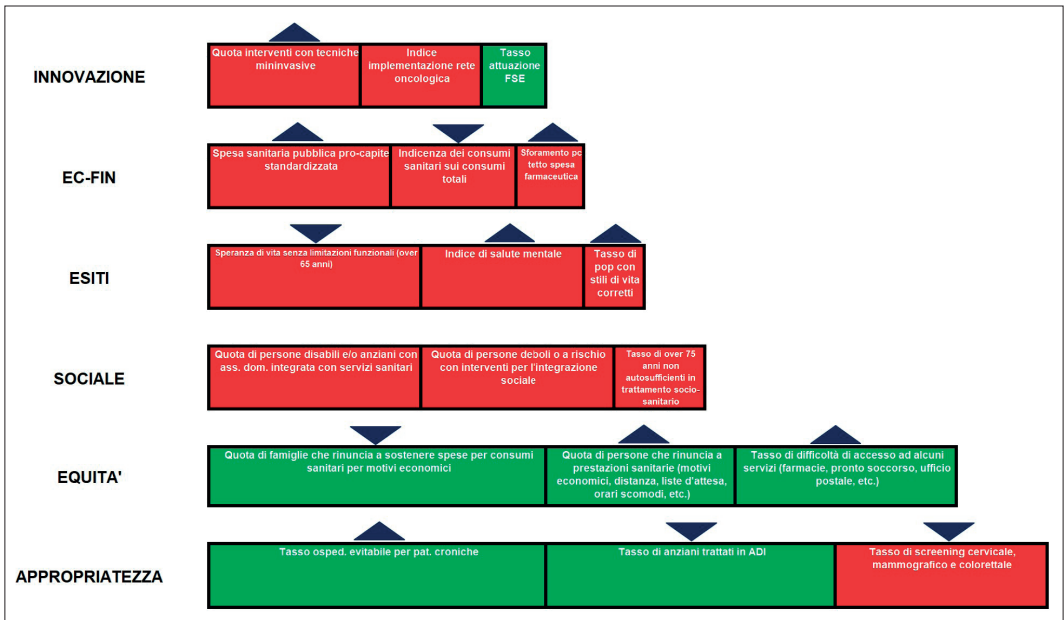 INNOVAZIONE
Quota interventi con tecniche
mininvasive
Indice
implementazione rete
oncologica
Tasso
attuazione
FSE
EC-FIN
Spesa sanitaria pubblica pro-capite
standardizzata
Indicenza dei consumi
sanitari sui consumi
totali
Sforamento pc
tetto spesa
farmaceutica
ESITI
Speranza di vita senza limitazioni funzionali (over
65 anni)
Indice di salute mentale
Tasso di
pop con
stili di vita
corretti
SOCIALE
Quota di persone disabili e/o anziani con
ass. dom. integrata con servizi sanitari
Quota di persone deboli o a rischio
con interventi per l'integrazione
sociale
Tasso di over 75
anni non
autosufficienti in
trattamento socio-
sanitario
EQUITA'
Quota di famiglie che rinuncia a sostenere spese per consumi
sanitari per motivi economici
Quota di persone che rinuncia a
prestazioni sanitarie (motivi
economici, distanza, liste d'attesa,
orari scomodi, etc.)
Tasso di difficoltà di accesso ad alcuni
servizi (farmacie, pronto soccorso, ufficio
postale, etc.)
APPROPRIATEZZA
Tasso osped. evitabile per pat. croniche
Tasso di anziani trattati in ADI
Tasso di screening cervicale,
mammografico e colorettale